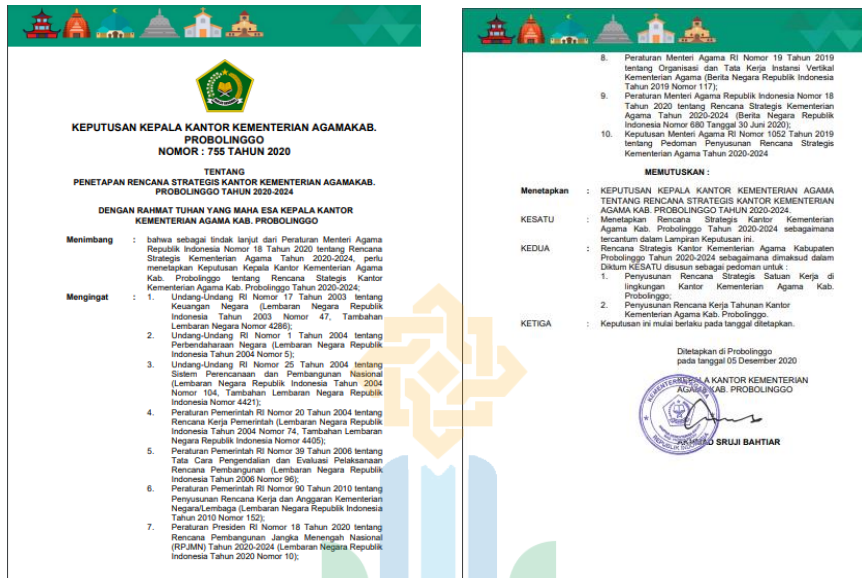 KEPUTUSAN KEPALA KANTOR KEMENTERIAN AGAMAKAB.
PROBOLINGGO
NOMOR : 755 TAHUN 2020
TENTANG
PENETAPAN RENCANA STRATEGIS KANTOR KEMENTERIAN AGAMAKAB.
PROBOLINGGO TAHUN 2020-2024
DENGAN RAHMAT TUHAN YANG MAHA ESA KEPALA KANTOR
KEMENTERIAN AGAMA KAB. PROBOLINGGO
Menimbang : bahwa sebagai tindak lanjut dari Peraturan Menteri Agama
Republik Indonesia Nomor 18 Tahun 2020 tentang Rencana
Strategis Kementerian Agama Tahun 2020-2024, perlu
menetapkan Keputusan Kepala Kantor Kementerian Agama
Kab. Probolinggo tentang Rencana Stategis Kantor
Kementerian Agama Kab. Probolinggo Tahun 2020-2024;
Mengingat : 1. Undang-Undang RI Nomor 17 Tahun 2003 tentang
Keuangan Negara (Lembaran Negara Republik
Indonesia Tahun 2003 Nomor 47, Tambahan
Lembaran Negara Nomor 4286);
2. Undang-Undang RI Nomor 1 Tahun 2004 tentang
Perbendaharaan Negara (Lembaran Negara Republik
Indonesia Tahun 2004 Nomor 5);
3. Undang-Undang RI Nomor 25 Tahun 2004 tentang
Sistem Perencanaan dan Pembangunan Nasional
(Lembaran Negara Republik Indonesia Tahun 2004
Nomor 104, Tambahan Lembaran Negara Republik
Indonesia Nomor 4421);
4. Peraturan Pemerintah RI Nomor 20 Tahun 2004 tentang
Rencana Kerja Pemerintah (Lembaran Negara Republik
Indonesia Tahun 2004 Nomor 74, Tambahan Lembaran
Negara Republik Indonesia Nomor 4405);
5. Peraturan Pemerintah RI Nomor 39 Tahun 2006 tentang
Tata Cara Pengendalian dan Evaluasi Pelaksanaan
Rencana Pembangunan (Lembaran Negara Republik
Indonesia Tahun 2006 Nomor 96);
6. Peraturan Pemerintah RI Nomor 90 Tahun 2010 tentang
Penyusunan Rencana Kerja dan Anggaran Kementerian
Negara/Lembaga (Lembaran Negara Republik Indonesia
Tahun 2010 Nomor 152);
7. Peraturan Presiden RI Nomor 18 Tahun 2020 tentang
Rencana Pembangunan Jangka Menengah Nasional
(RPJMN) Tahun 2020-2024 (Lembaran Negara Republik
Indonesia Tahun 2020 Nomor 10);
8. Peraturan Menteri Agama RI Nomor 19 Tahun 2019
tentang Organisasi dan Tata Kerja Instansi Vertikal
Kementerian Agama (Berita Negara Republik Indonesia
Tahun 2019 Nomor 117);
9. Peraturan Menteri Agama Republik Indonesia Nomor 18
Tahun 2020 tentang Rencana Strategis Kementerian
Agama Tahun 2020-2024 (Berita Negara Republik
Indonesia Nomor 680 Tanggal 30 Juni 2020);
10. Keputusan Menteri Agama RI Nomor 1052 Tahun 2019
tentang Pedoman Penyusunan Rencana Strategis
Kementerian Agama Tahun 2020-2024
MEMUTUSKAN :
Menetapkan : KEPUTUSAN KEPALA KANTOR KEMENTERIAN AGAMA
TENTANG RENCANA STRATEGIS KANTOR KEMENTERIAN
AGAMA KAB. PROBOLINGGO TAHUN 2020-2024.
KESATU : Menetapkan Rencana Strategis Kantor Kementerian
Agama Kab. Probolinggo Tahun 2020-2024 sebagaimana
tercantum dalam Lampiran Keputusan ini.
KEDUA : Rencana Strategis Kantor Kementerian Agama Kabupaten
Probolinggo Tahun 2020-2024 sebagaimana dimaksud dalam
Diktum KESATU disusun sebagai pedoman untuk :
1. Penyusunan Rencana Strategis Satuan Kerja di
lingkungan Kantor Kementerian Agama Kab.
Probolinggo;
2. Penyusunan Rencana Kerja Tahunan Kantor
Kementerian Agama Kab. Probolinggo.
KETIGA : Keputusan ini mulai berlaku pada tanggal ditetapkan.
Ditetapkan di Probolinggo
pada tanggal 05 Desember 2020
KEPALA KANTOR KEMENTERIAN
AGAMA KAB. PROBOLINGGO
KEMENTERIAN AGAMA
REPUBLIK INDONESIA
AKHMAD SRUJI BAHTIAR